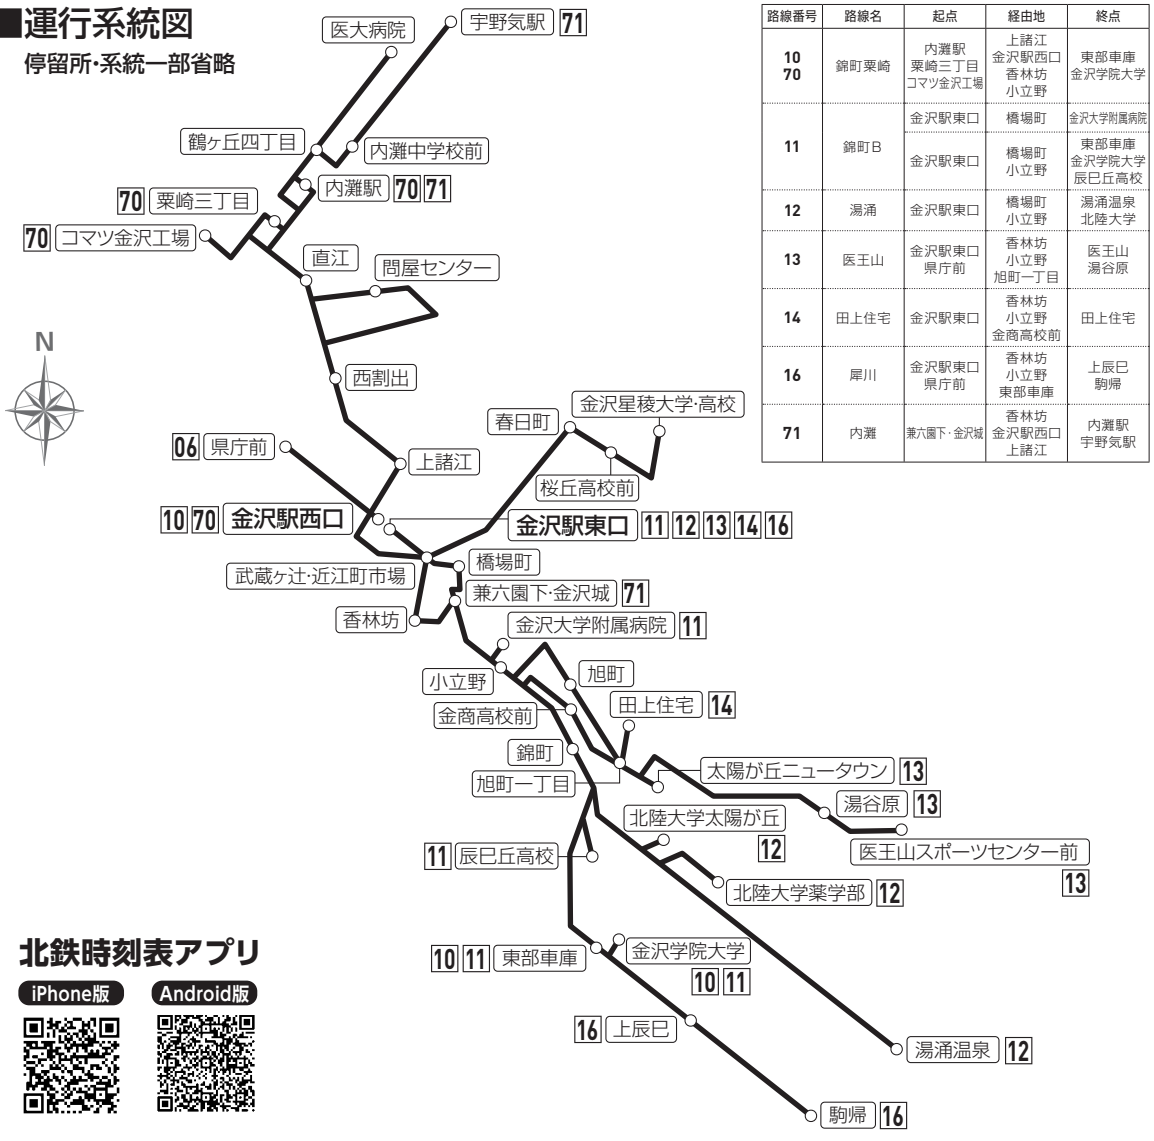 ■運行系統図
停留所・系統一部省略
医大病院
宇野気駅 71
鶴ヶ丘四丁目
内灘中学校前
内灘駅 70 71
70 粟崎三丁目
70 コマツ金沢工場
直江
問屋センター
N
西割出
金沢星稜大学・高校
春日町
06 県庁前
上諸江
桜丘高校前
10 70 金沢駅西口
金沢駅東口 11 12 13 14 16
武蔵ヶ辻・近江町市場
橋場町
兼六園下・金沢城 71
香林坊
金沢大学附属病院 11
小立野
旭町
金商高校前
田上住宅 14
錦町
太陽が丘ニュータウン 13
旭町一丁目
湯谷原 13
北陸大学太陽が丘
12
11 辰巳丘高校
医王山スポーツセンター前
13
北陸大学薬学部 12
10 11 東部車庫
金沢学院大学
10 11
16 上辰巳
湯涌温泉 12
駒帰 16
北鉄時刻表アプリ
iPhone版 Android版
路線番号 路線名 起点 経由地 終点
10
70
錦町粟崎
内灘駅
粟崎三丁目
コマツ金沢工場
上諸江
金沢駅西口
香林坊
小立野
東部車庫
金沢学院大学
11
錦町B
金沢駅東口 橋場町 金沢大学附属病院
金沢駅東口
橋場町
小立野
東部車庫
金沢学院大学
辰巳丘高校
12
湯涌
金沢駅東口
橋場町
小立野
湯涌温泉
北陸大学
13
医王山
金沢駅東口
県庁前
香林坊
小立野
旭町一丁目
医王山
湯谷原
14
田上住宅
金沢駅東口
香林坊
小立野
金商高校前
田上住宅
16
犀川
金沢駅東口
県庁前
香林坊
小立野
東部車庫
上辰巳
駒帰
71
内灘
兼六園下・金沢城
香林坊
金沢駅西口
上諸江
内灘駅
宇野気駅